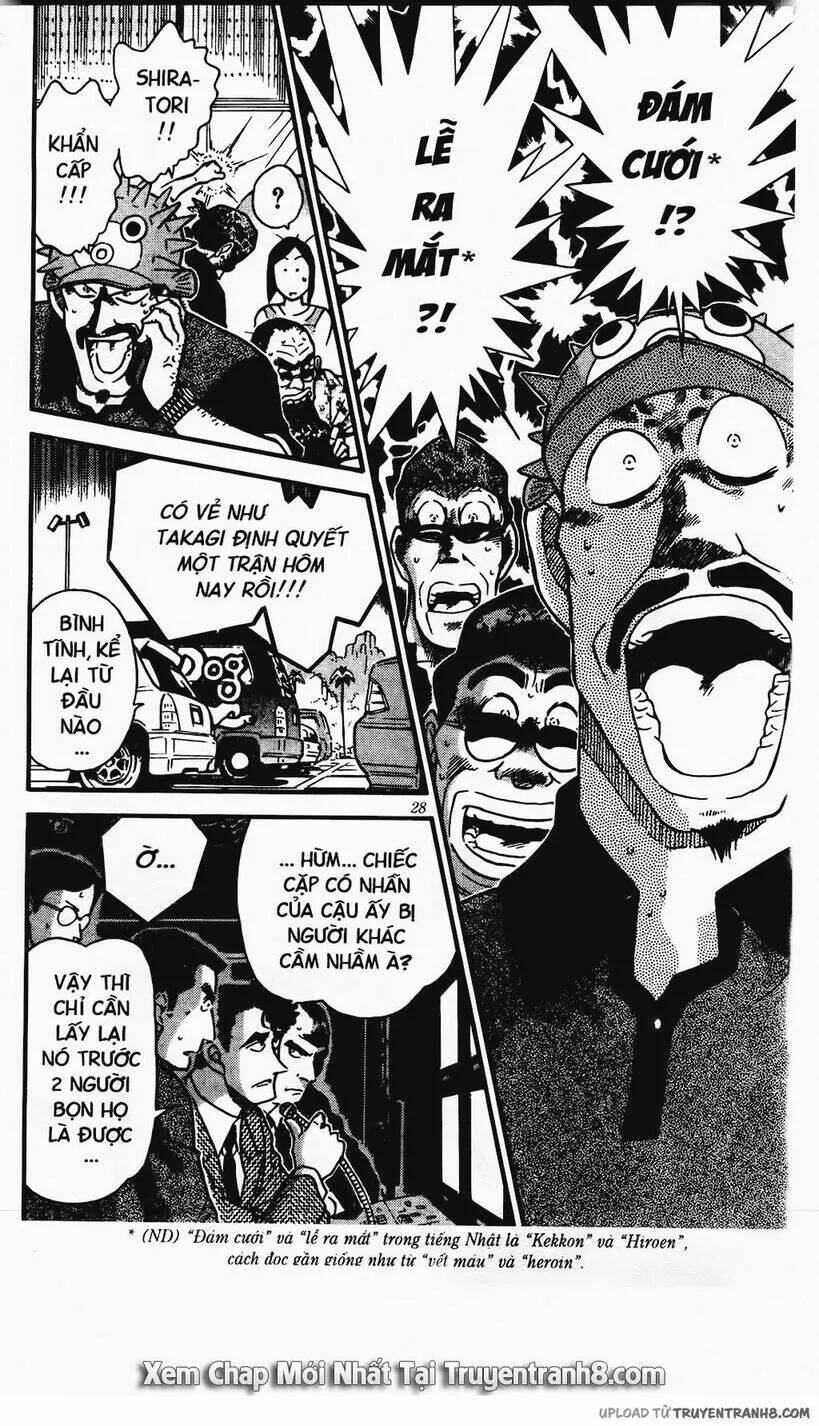 ĐÁM
CƯỚI*
!?
LỄ
RA
MẮT*
?!
SHIRA-
TORI
!!
KHẨN
CẤP
!!!
?
CÓ VẺ NHƯ
TAKAGI ĐỊNH QUYẾT
MỘT TRẬN HÔM
NAY RỒI!!!
BÌNH
TĨNH, KỂ
LẠI TỪ
ĐẦU
NÀO
...
Dog
28
... HỪM... CHIẾC
CẶP CÓ NHẪN
CỦA CẬU ẤY BỊ
NGƯỜI KHÁC
CẦM NHẦM À?
Ờ...
VẬY THÌ
CHỈ CẦN
LẤY LẠI
NÓ TRƯỚC
2 NGƯỜI
BỌN HỌ
LÀ ĐƯỢC
...
* (ND) “Đám cưới” và “lễ ra mắt” trong tiếng Nhật là “Kekkon” và “Hiroen”,
cách đọc gần giống như từ “vết máu” và “heroin”.
Xem Chap Mới Nhất Tại Truyentranh8.com
UPLOAD TỪ TRUYENTRANH8.COM